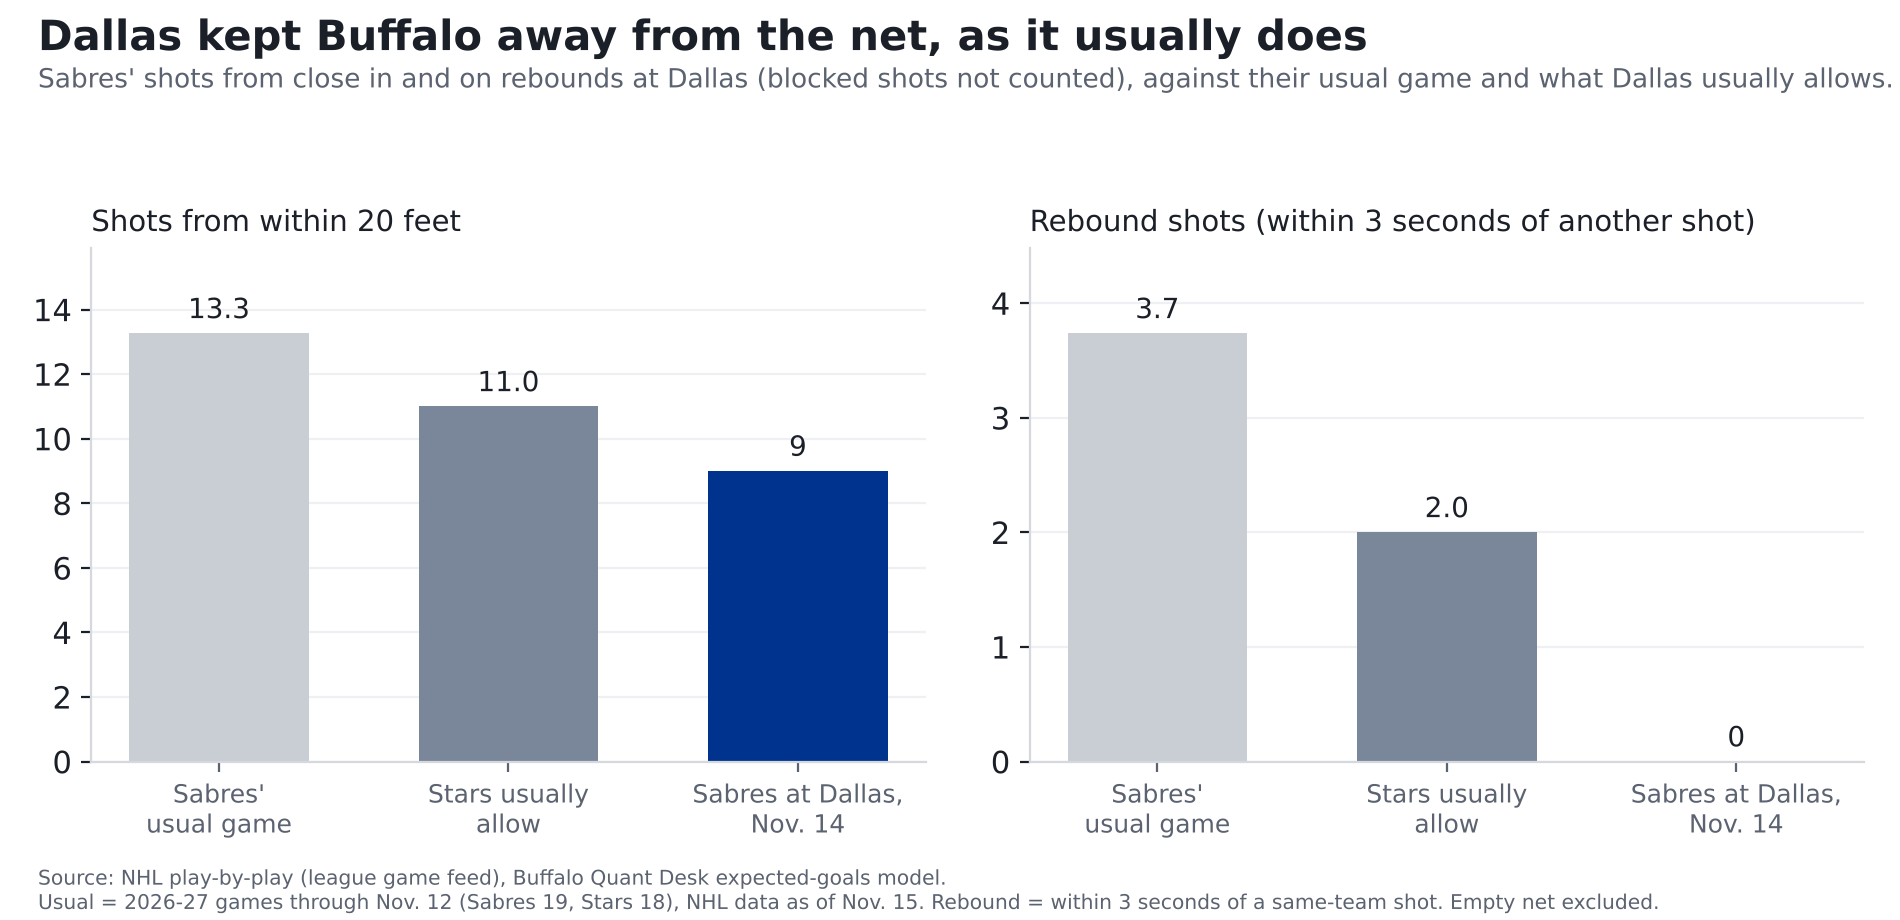 Dallas kept Buffalo away from the net, as it usually does
Sabres' shots from close in and on rebounds at Dallas (blocked shots not counted), against their usual game and what Dallas usually allows.
Shots from within 20 feet
14
12
10
8
6
4
2
0
13.3
11.0
9
Sabres'
usual game
Stars usually
allow
Sabres at Dallas,
Nov. 14
Rebound shots (within 3 seconds of another shot)
4
3
2
1
0
3.7
2.0
0
Sabres'
usual game
Stars usually
allow
Sabres at Dallas,
Nov. 14
Source: NHL play-by-play (league game feed), Buffalo Quant Desk expected-goals model.
Usual = 2026-27 games through Nov. 12 (Sabres 19, Stars 18), NHL data as of Nov. 15. Rebound = within 3 seconds of a same-team shot. Empty net excluded.